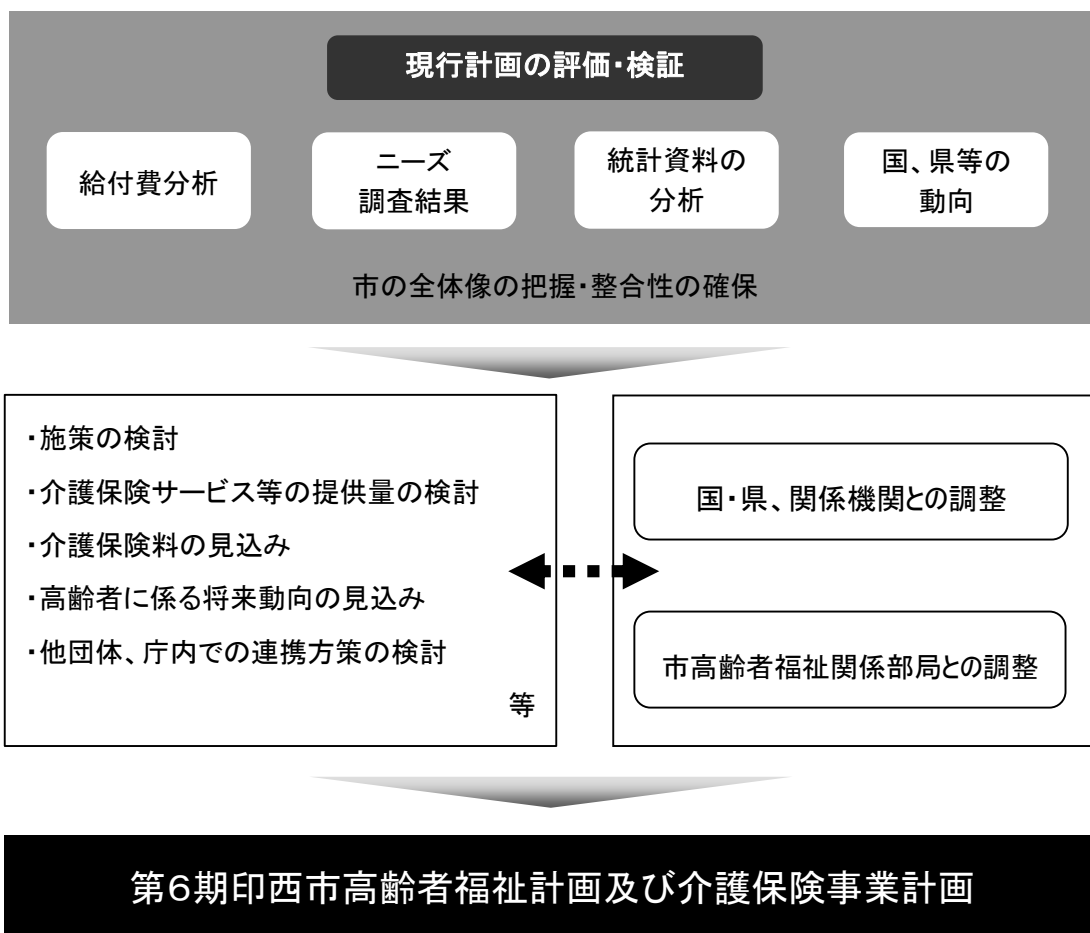 現行計画の評価・検証
給付費分析
ニーズ
調査結果
統計資料の
分析
国、県等の
動向
市の全体像の把握・整合性の確保
・施策の検討
・介護保険サービス等の提供量の検討
・介護保険料の見込み
・高齢者に係る将来動向の見込み
・他団体、庁内での連携方策の検討
等
国・県、関係機関との調整
市高齢者福祉関係部局との調整
第6期印西市高齢者福祉計画及び介護保険事業計画